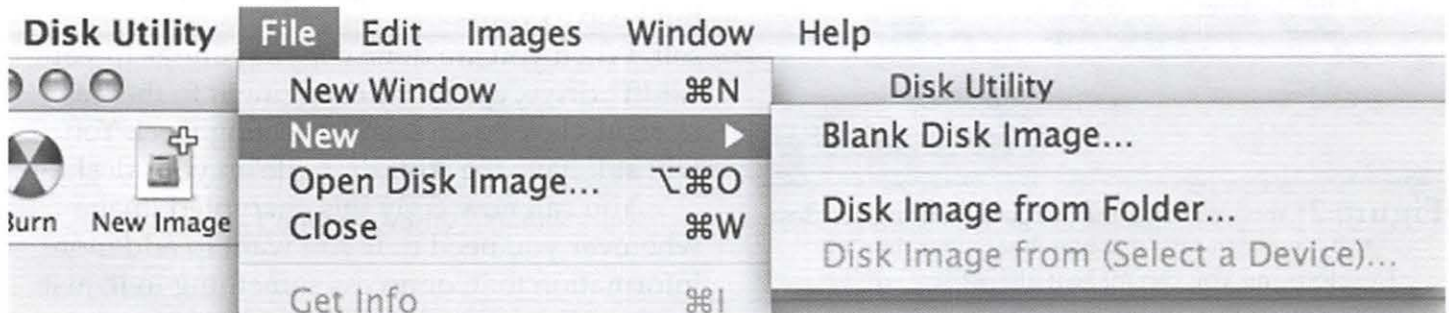 Disk Utility File Edit Images Window Help
New Window ⌘N
Disk Utility
New ▶
Blank Disk Image...
Open Disk Image... ⌥⌘O
Burn New Image
Close ⌘W
Disk Image from Folder...
Disk Image from (Select a Device)...
Get Info ⌘I